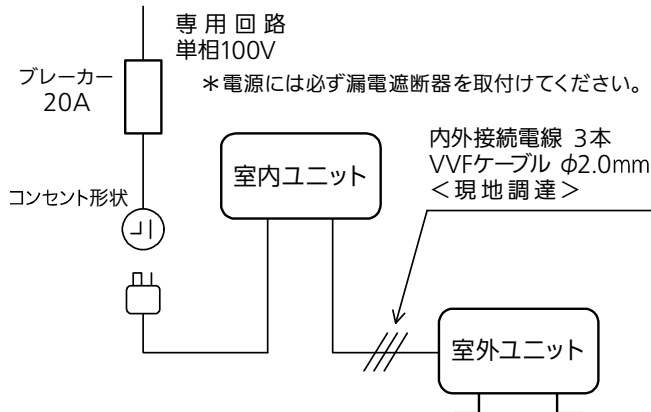 専用回路
単相100V
ブレーカー
20A
＊電源には必ず漏電遮断器を取付けてください。
内外接続電線 3本
VVFケーブル φ2.0mm
＜現地調達＞
室内ユニット
コンセント形状
室外ユニット